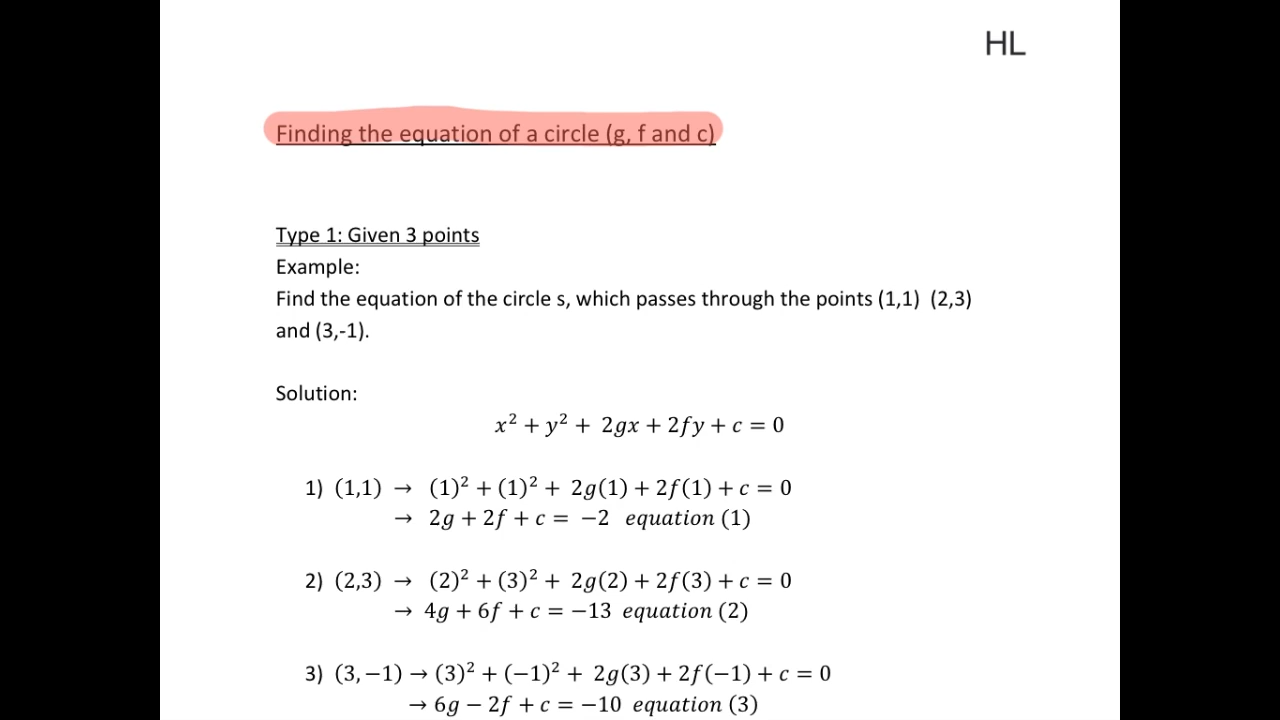 HL
Finding the equation of a circle (g, f and c)
Type 1: Given 3 points
Example:
Find the equation of the circle s, which passes through the points (1,1)  (2,3)
and (3,-1).
Solution:
x² + y² + 2gx + 2fy + c = 0
1) (1,1) → (1)² + (1)² + 2g(1) + 2f(1) + c = 0
→ 2g + 2f + c = −2 equation (1)
2) (2,3) → (2)² + (3)² + 2g(2) + 2f(3) + c = 0
→ 4g + 6f + c = −13 equation (2)
3) (3,−1) → (3)² + (−1)² + 2g(3) + 2f(−1) + c = 0
→ 6g − 2f + c = −10 equation (3)